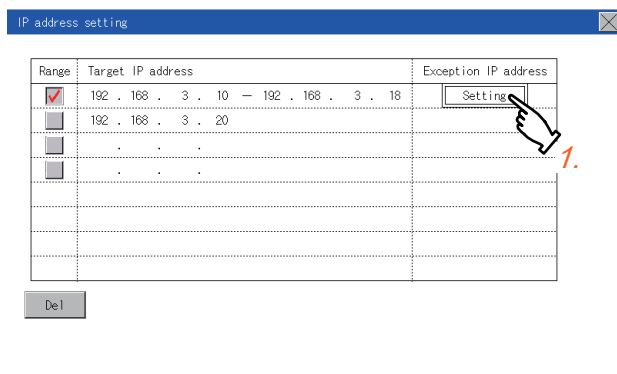 IP address setting
Range Target IP address Exception IP address
192 . 168 . 3 . 10 — 192 . 168 . 3 . 18 Setting
192 . 168 . 3 . 20
. . .
. . .
1.
Del